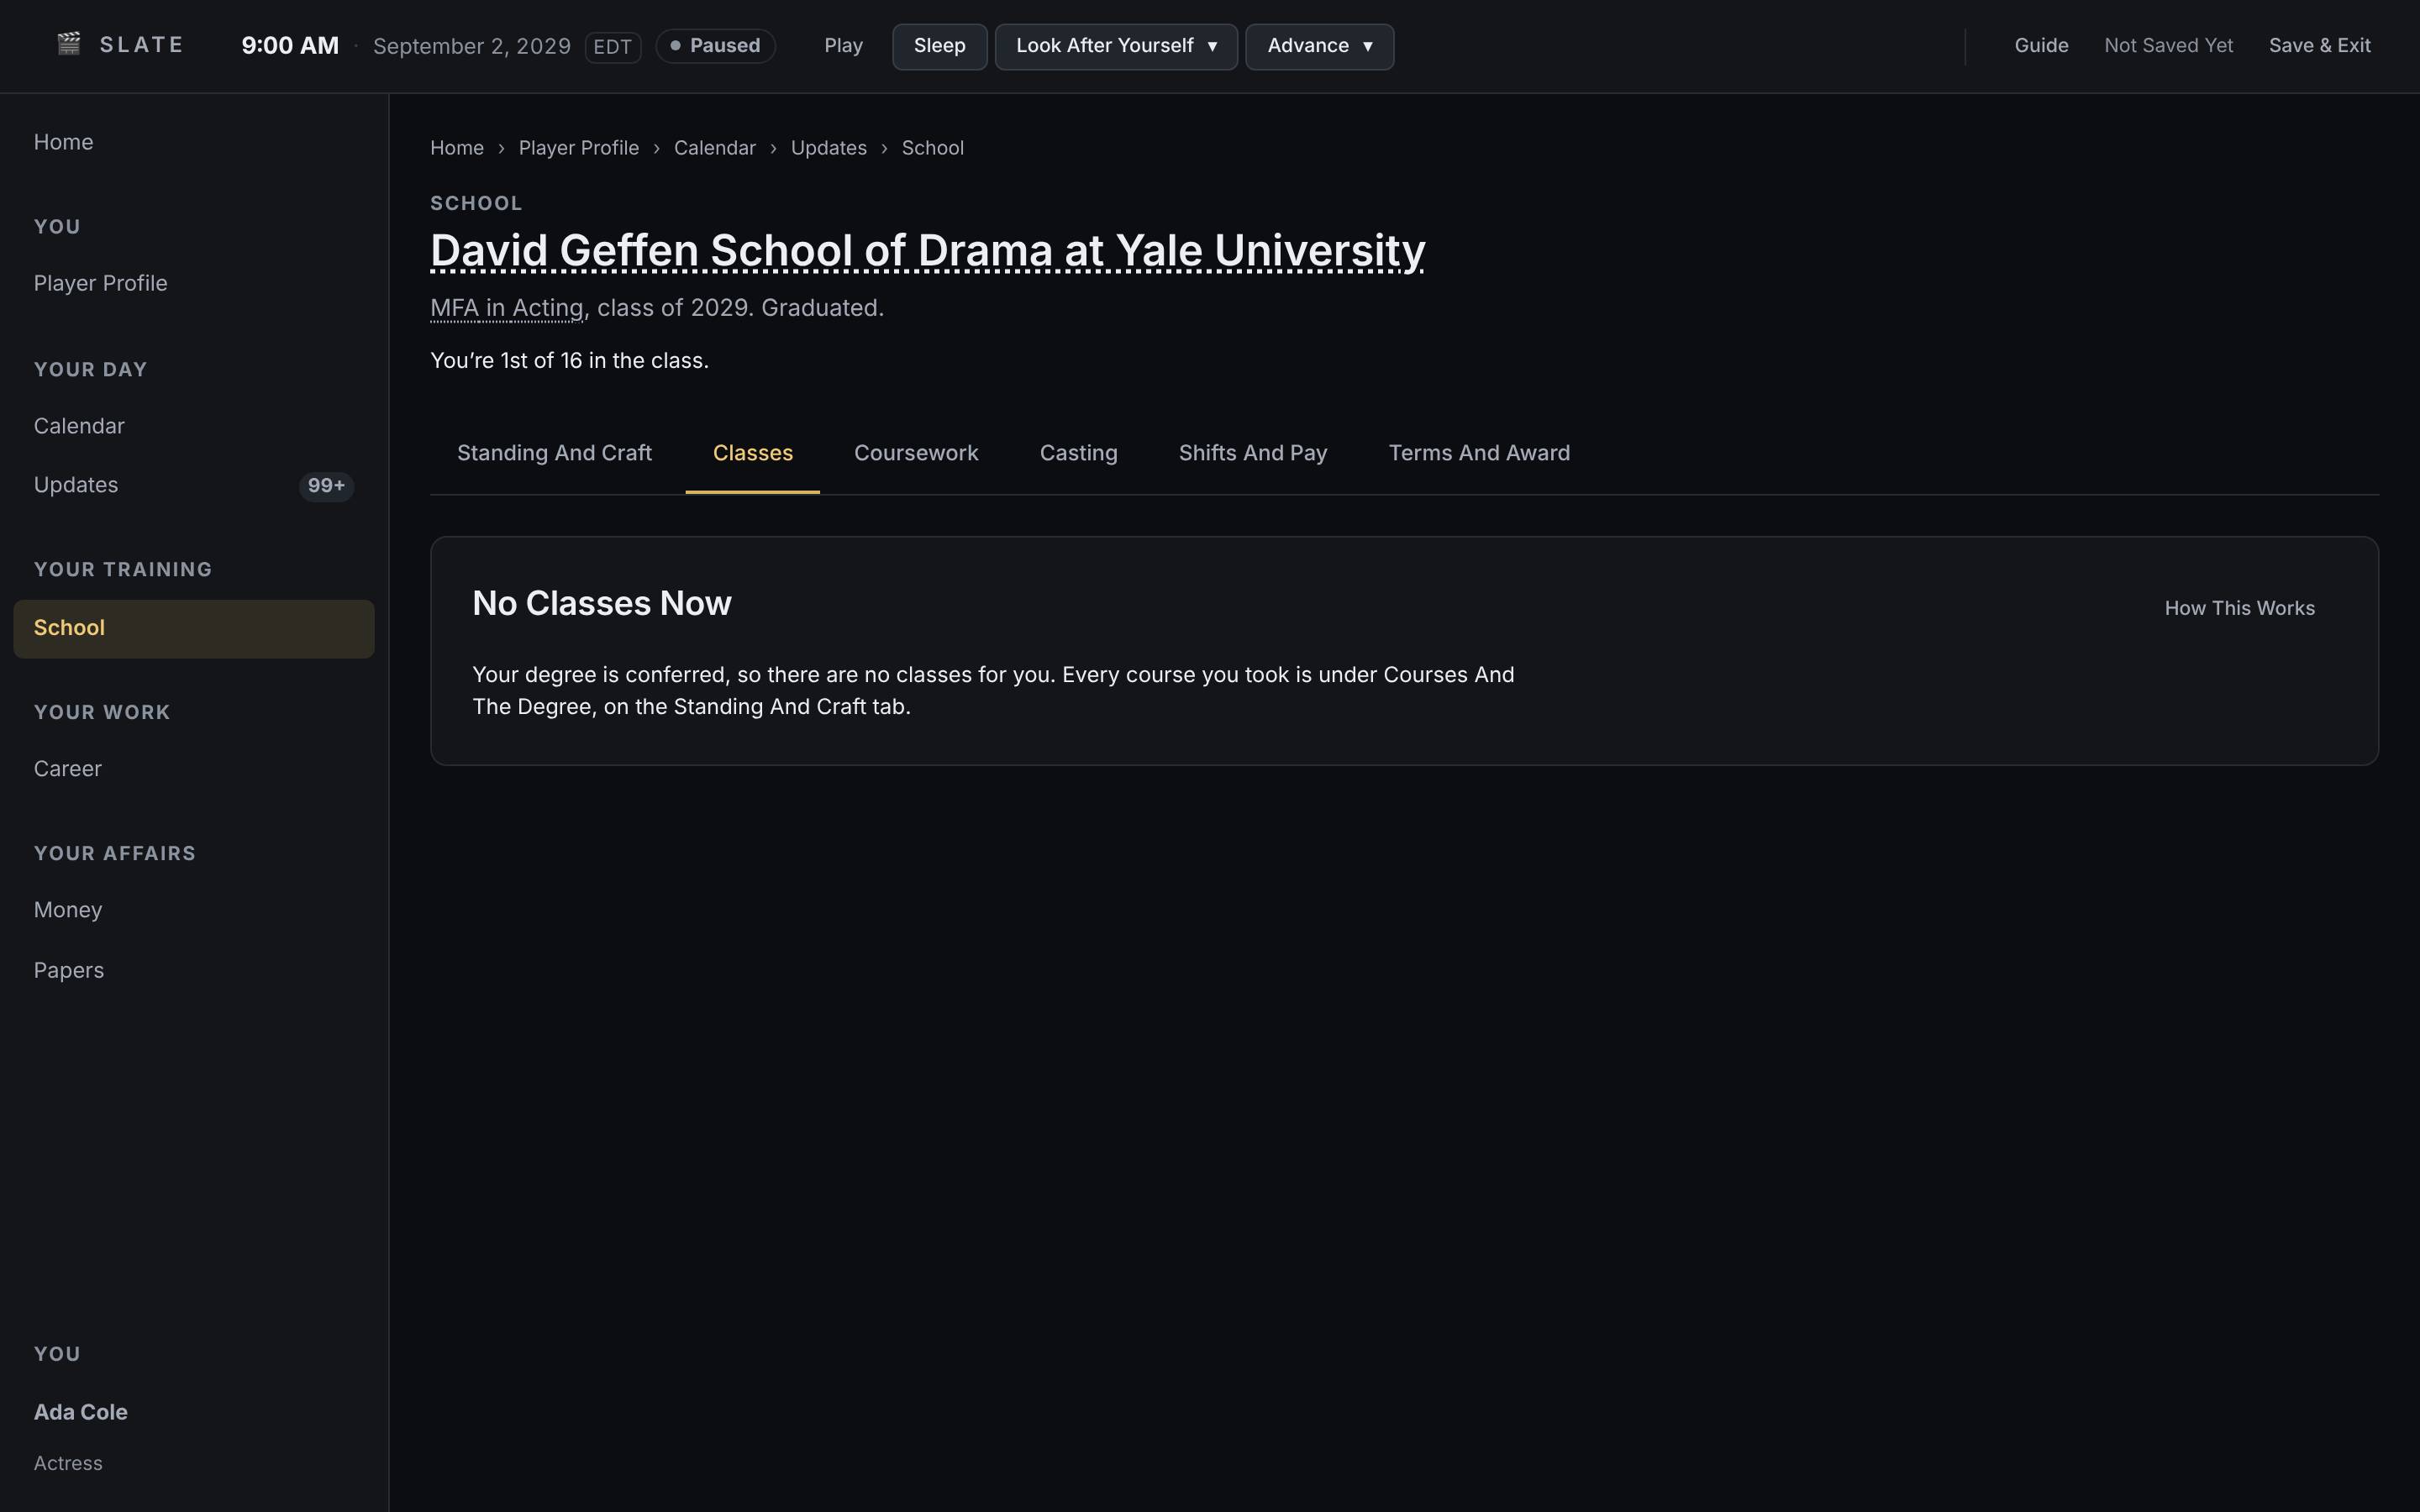 SLATE
9:00 AM · September 2, 2029 EDT Paused Play Sleep Look After Yourself ▾ Advance ▾ Guide Not Saved Yet Save & Exit
Home
YOU
Player Profile
YOUR DAY
Calendar
Updates 99+
YOUR TRAINING
School
YOUR WORK
Career
YOUR AFFAIRS
Money
Papers
YOU
Ada Cole
Actress
Home › Player Profile › Calendar › Updates › School
SCHOOL
David Geffen School of Drama at Yale University
MFA in Acting, class of 2029. Graduated.
You’re 1st of 16 in the class.
Standing And Craft Classes Coursework Casting Shifts And Pay Terms And Award
No Classes Now How This Works
Your degree is conferred, so there are no classes for you. Every course you took is under Courses And
The Degree, on the Standing And Craft tab.